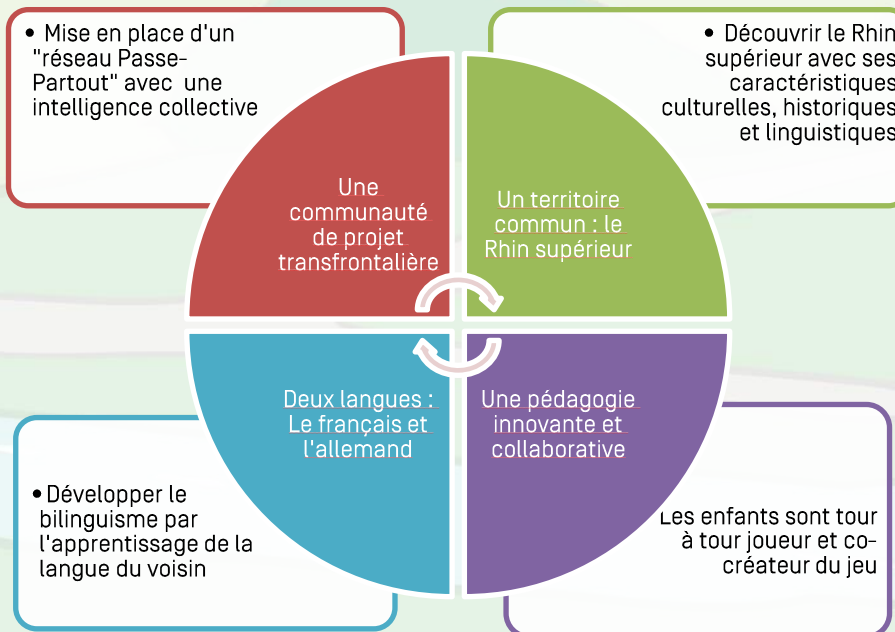 • Mise en place d'un
"réseau Passe-
Partout" avec une
intelligence collective
• Découvrir le Rhin
supérieur avec ses
caractéristiques
culturelles, historiques
et linguistiques
Une
communauté
de projet
transfrontalière
Un territoire
commun : le
Rhin supérieur
Deux langues :
Le français et
l'allemand
Une pédagogie
innovante et
collaborative
• Développer le
bilinguisme par
l'apprentissage de la
langue du voisin
Les enfants sont tour
à tour joueur et co-
créateur du jeu